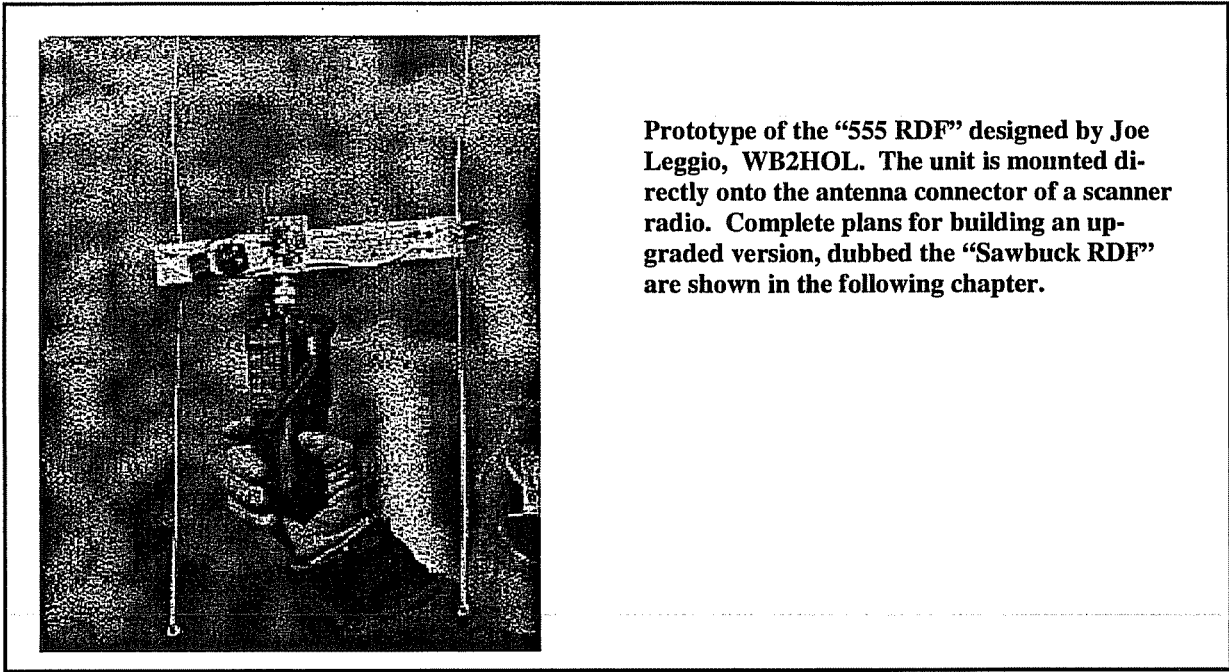 Prototype of the “555 RDF” designed by Joe
Leggio, WB2HOL. The unit is mounted di-
rectly onto the antenna connector of a scanner
radio. Complete plans for building an up-
graded version, dubbed the “Sawbuck RDF”
are shown in the following chapter.